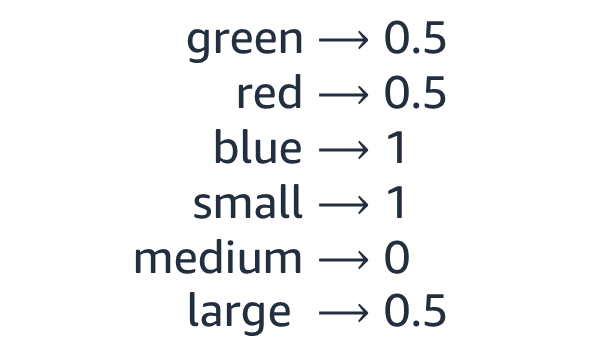 green → 0.5
red → 0.5
blue → 1
small → 1
medium → 0
large → 0.5